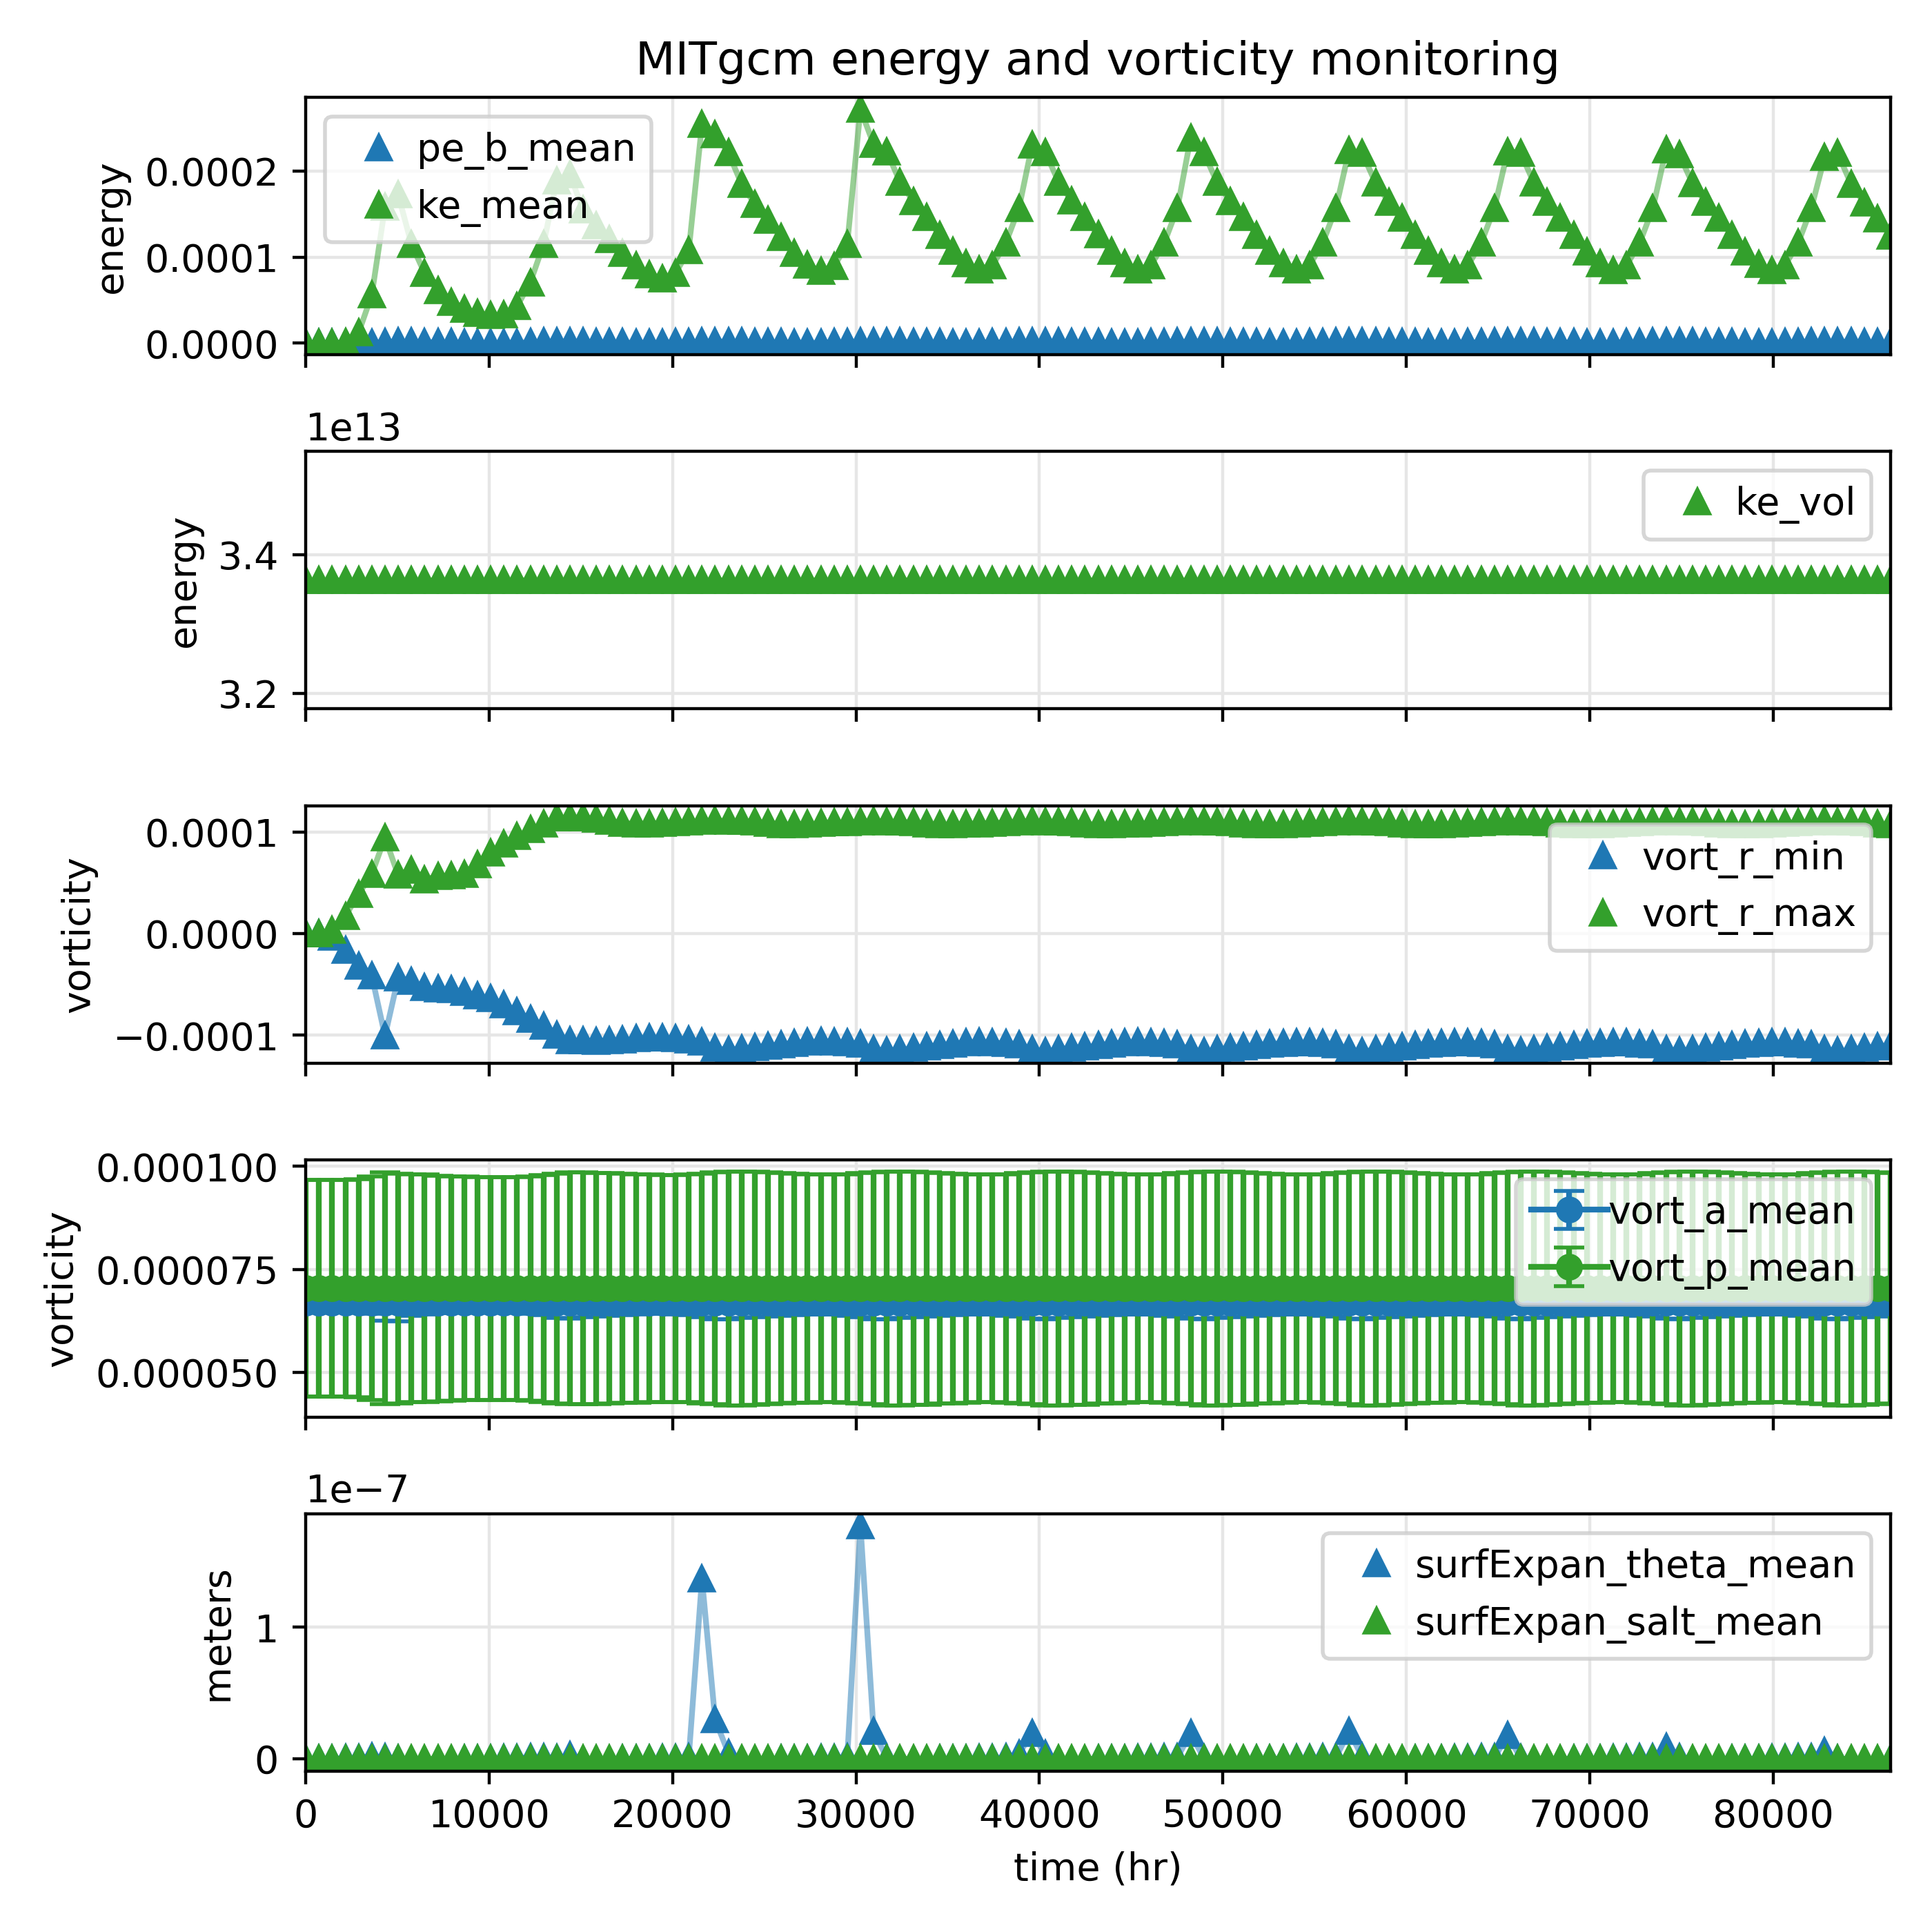 MITgcm energy and vorticity monitoring
energy
0.0002
0.0001
0.0000
pe_b_mean
ke_mean
1e13
energy
3.4
3.2
ke_vol
vorticity
0.0001
0.0000
−0.0001
vort_r_min
vort_r_max
vorticity
0.000100
0.000075
0.000050
vort_a_mean
vort_p_mean
1e−7
meters
1
0
surfExpan_theta_mean
surfExpan_salt_mean
0 10000 20000 30000 40000 50000 60000 70000 80000
time (hr)